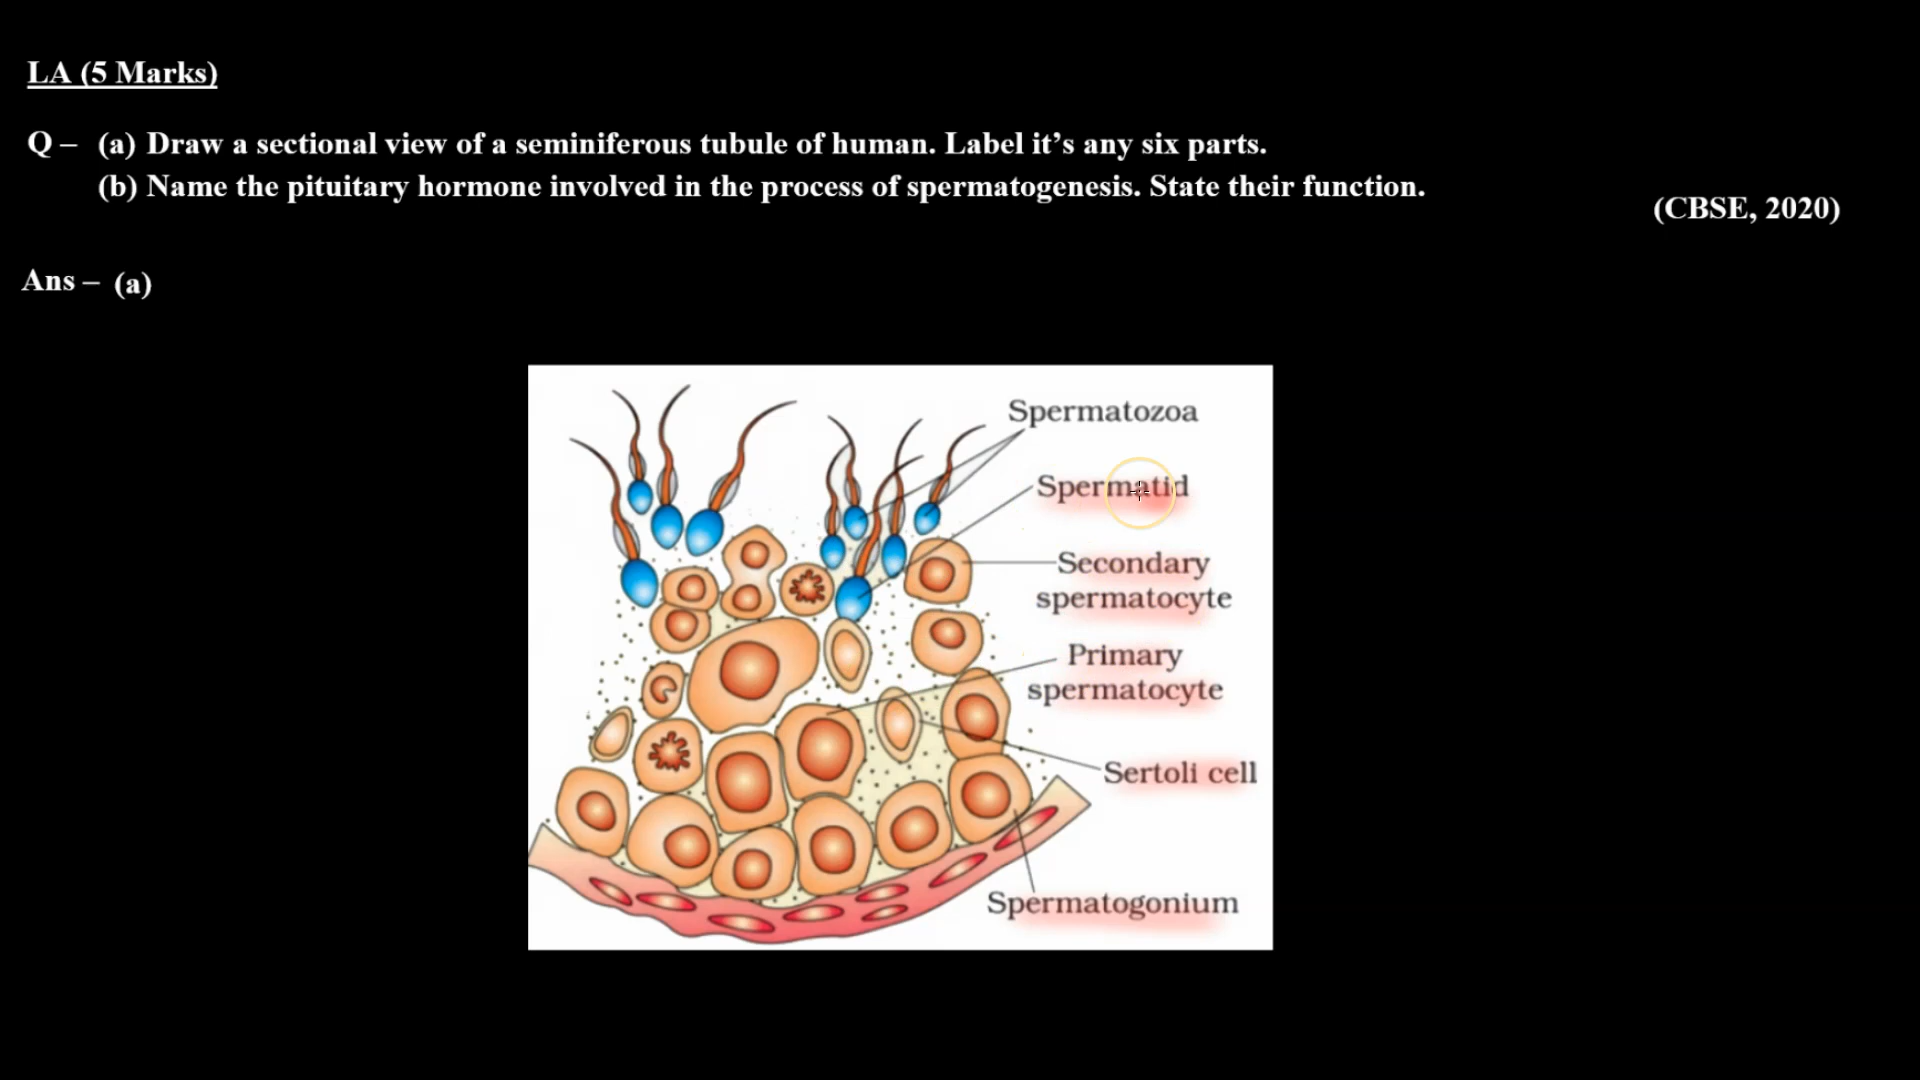 LA (5 Marks)
Q – (a) Draw a sectional view of a seminiferous tubule of human. Label it’s any six parts.
(b) Name the pituitary hormone involved in the process of spermatogenesis. State their function.
(CBSE, 2020)
Ans – (a)
Spermatozoa
Spermatid
Secondary
spermatocyte
Primary
spermatocyte
Sertoli cell
Spermatogonium